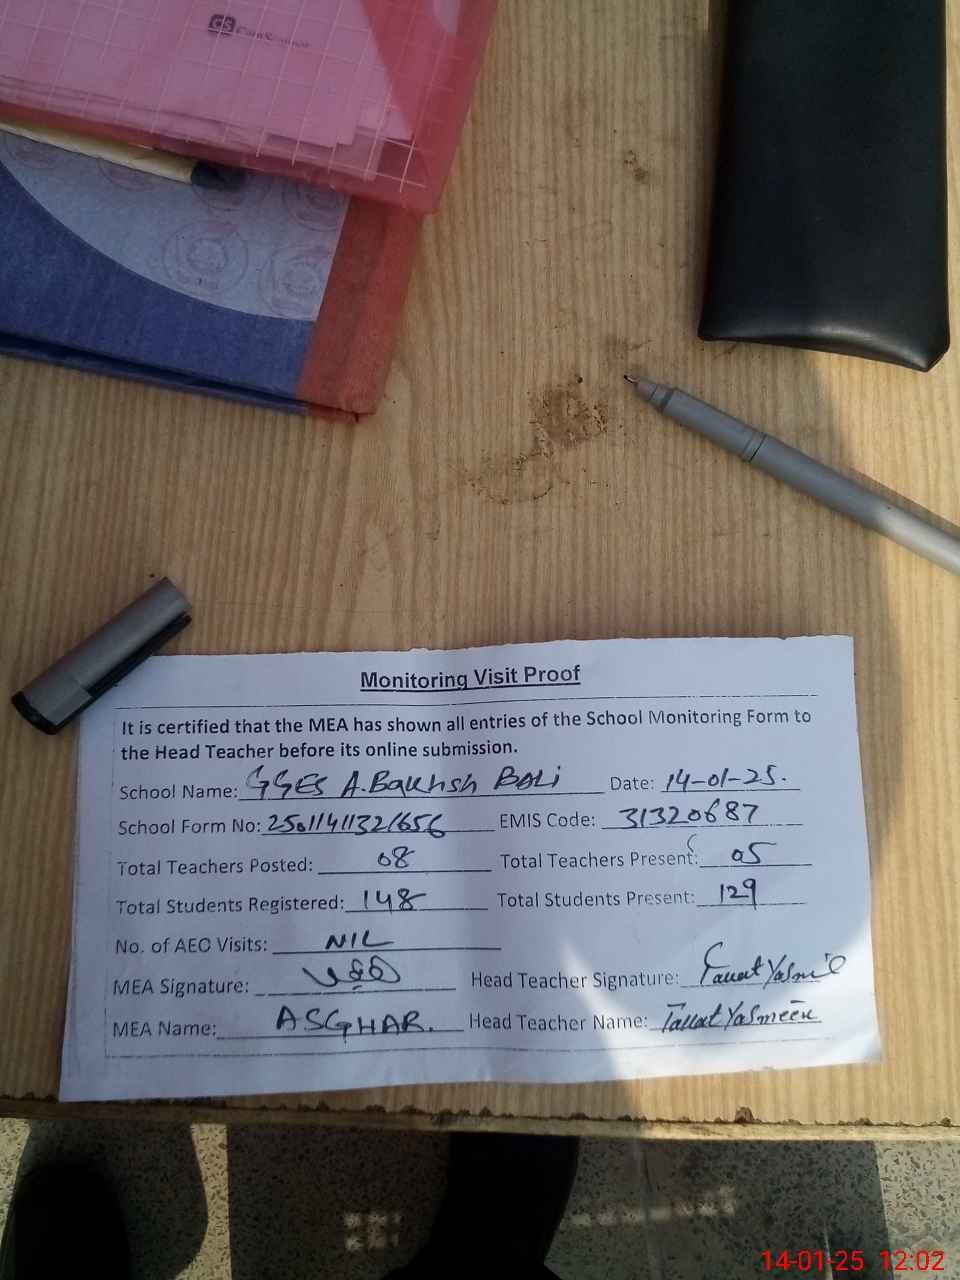 CS CamScanner
Monitoring Visit Proof
It is certified that the MEA has shown all entries of the School Monitoring Form to
the Head Teacher before its online submission.
School Name: GGES A.Bakhsh Bali Date: 14-01-25.
School Form No: 25011411321656 EMIS Code: 31320687
Total Teachers Posted: 08 Total Teachers Present: 05
Total Students Registered: 148 Total Students Present: 129
No. of AEO Visits: NIL
MEA Signature: Head Teacher Signature:
MEA Name: ASGHAR. Head Teacher Name: Yasmeen
14-01-25 12:02